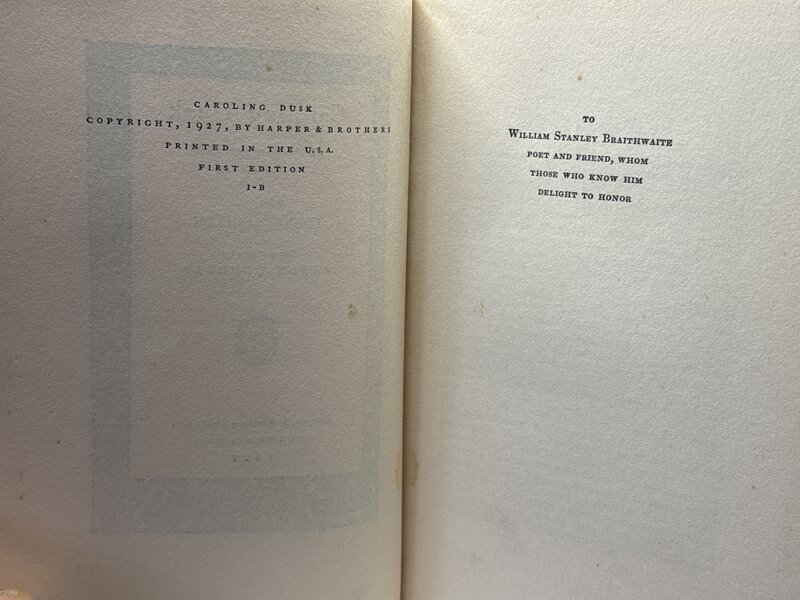 CAROLING DUSK
COPYRIGHT, 1927, BY HARPER & BROTHERS
PRINTED IN THE U.S.A.
FIRST EDITION
I-B
TO
WILLIAM STANLEY BRAITHWAITE
POET AND FRIEND, WHOM
THOSE WHO KNOW HIM
DELIGHT TO HONOR